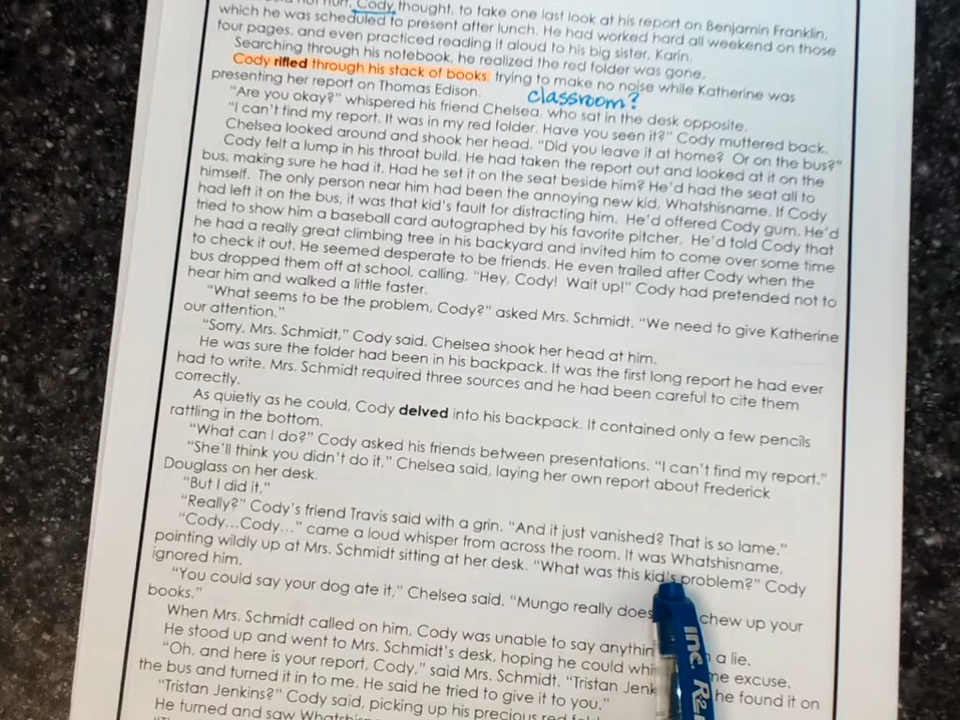 not hurt, Cody thought, to take one last look at his report on Benjamin Franklin,
which he was scheduled to present after lunch. He had worked hard all weekend on those
four pages, and even practiced reading it aloud to his big sister, Karin.
Searching through his notebook, he realized the red folder was gone.
Cody rifled through his stack of books, trying to make no noise while Katherine was
presenting her report on Thomas Edison.
classroom?
"Are you okay?" whispered his friend Chelsea, who sat in the desk opposite.
"I can't find my report. It was in my red folder. Have you seen it?" Cody muttered back.
Chelsea looked around and shook her head. "Did you leave it at home? Or on the bus?"
Cody felt a lump in his throat build. He had taken the report out and looked at it on the
bus, making sure he had it. Had he set it on the seat beside him? He'd had the seat all to
himself. The only person near him had been the annoying new kid, Whatshisname. If Cody
had left it on the bus, it was that kid's fault for distracting him. He'd offered Cody gum. He'd
tried to show him a baseball card autographed by his favorite pitcher. He'd told Cody that
he had a really great climbing tree in his backyard and invited him to come over some time
to check it out. He seemed desperate to be friends. He even trailed after Cody when the
bus dropped them off at school, calling, "Hey, Cody! Wait up!" Cody had pretended not to
hear him and walked a little faster.
"What seems to be the problem, Cody?" asked Mrs. Schmidt. "We need to give Katherine
our attention."
"Sorry, Mrs. Schmidt," Cody said. Chelsea shook her head at him.
He was sure the folder had been in his backpack. It was the first long report he had ever
had to write. Mrs. Schmidt required three sources and he had been careful to cite them
correctly.
As quietly as he could, Cody delved into his backpack. It contained only a few pencils
rattling in the bottom.
"What can I do?" Cody asked his friends between presentations. "I can't find my report."
"She'll think you didn't do it," Chelsea said, laying her own report about Frederick
Douglass on her desk.
"But I did it."
"Really?" Cody's friend Travis said with a grin. "And it just vanished? That is so lame."
"Cody...Cody..." came a loud whisper from across the room. It was Whatshisname,
pointing wildly up at Mrs. Schmidt sitting at her desk. "What was this kid's problem?" Cody
ignored him.
"You could say your dog ate it," Chelsea said. "Mungo really does chew up your
books."
When Mrs. Schmidt called on him, Cody was unable to say a lie.
He stood up and went to Mrs. Schmidt's desk, hoping he could excuse.
"Oh, and here is your report, Cody," said Mrs. Schmidt. "Tristan he found it on
the bus and turned it in to me. He said he tried to give it to you."
"Tristan Jenkins?" Cody said, picking up his precious red
He turned and saw
Inc.